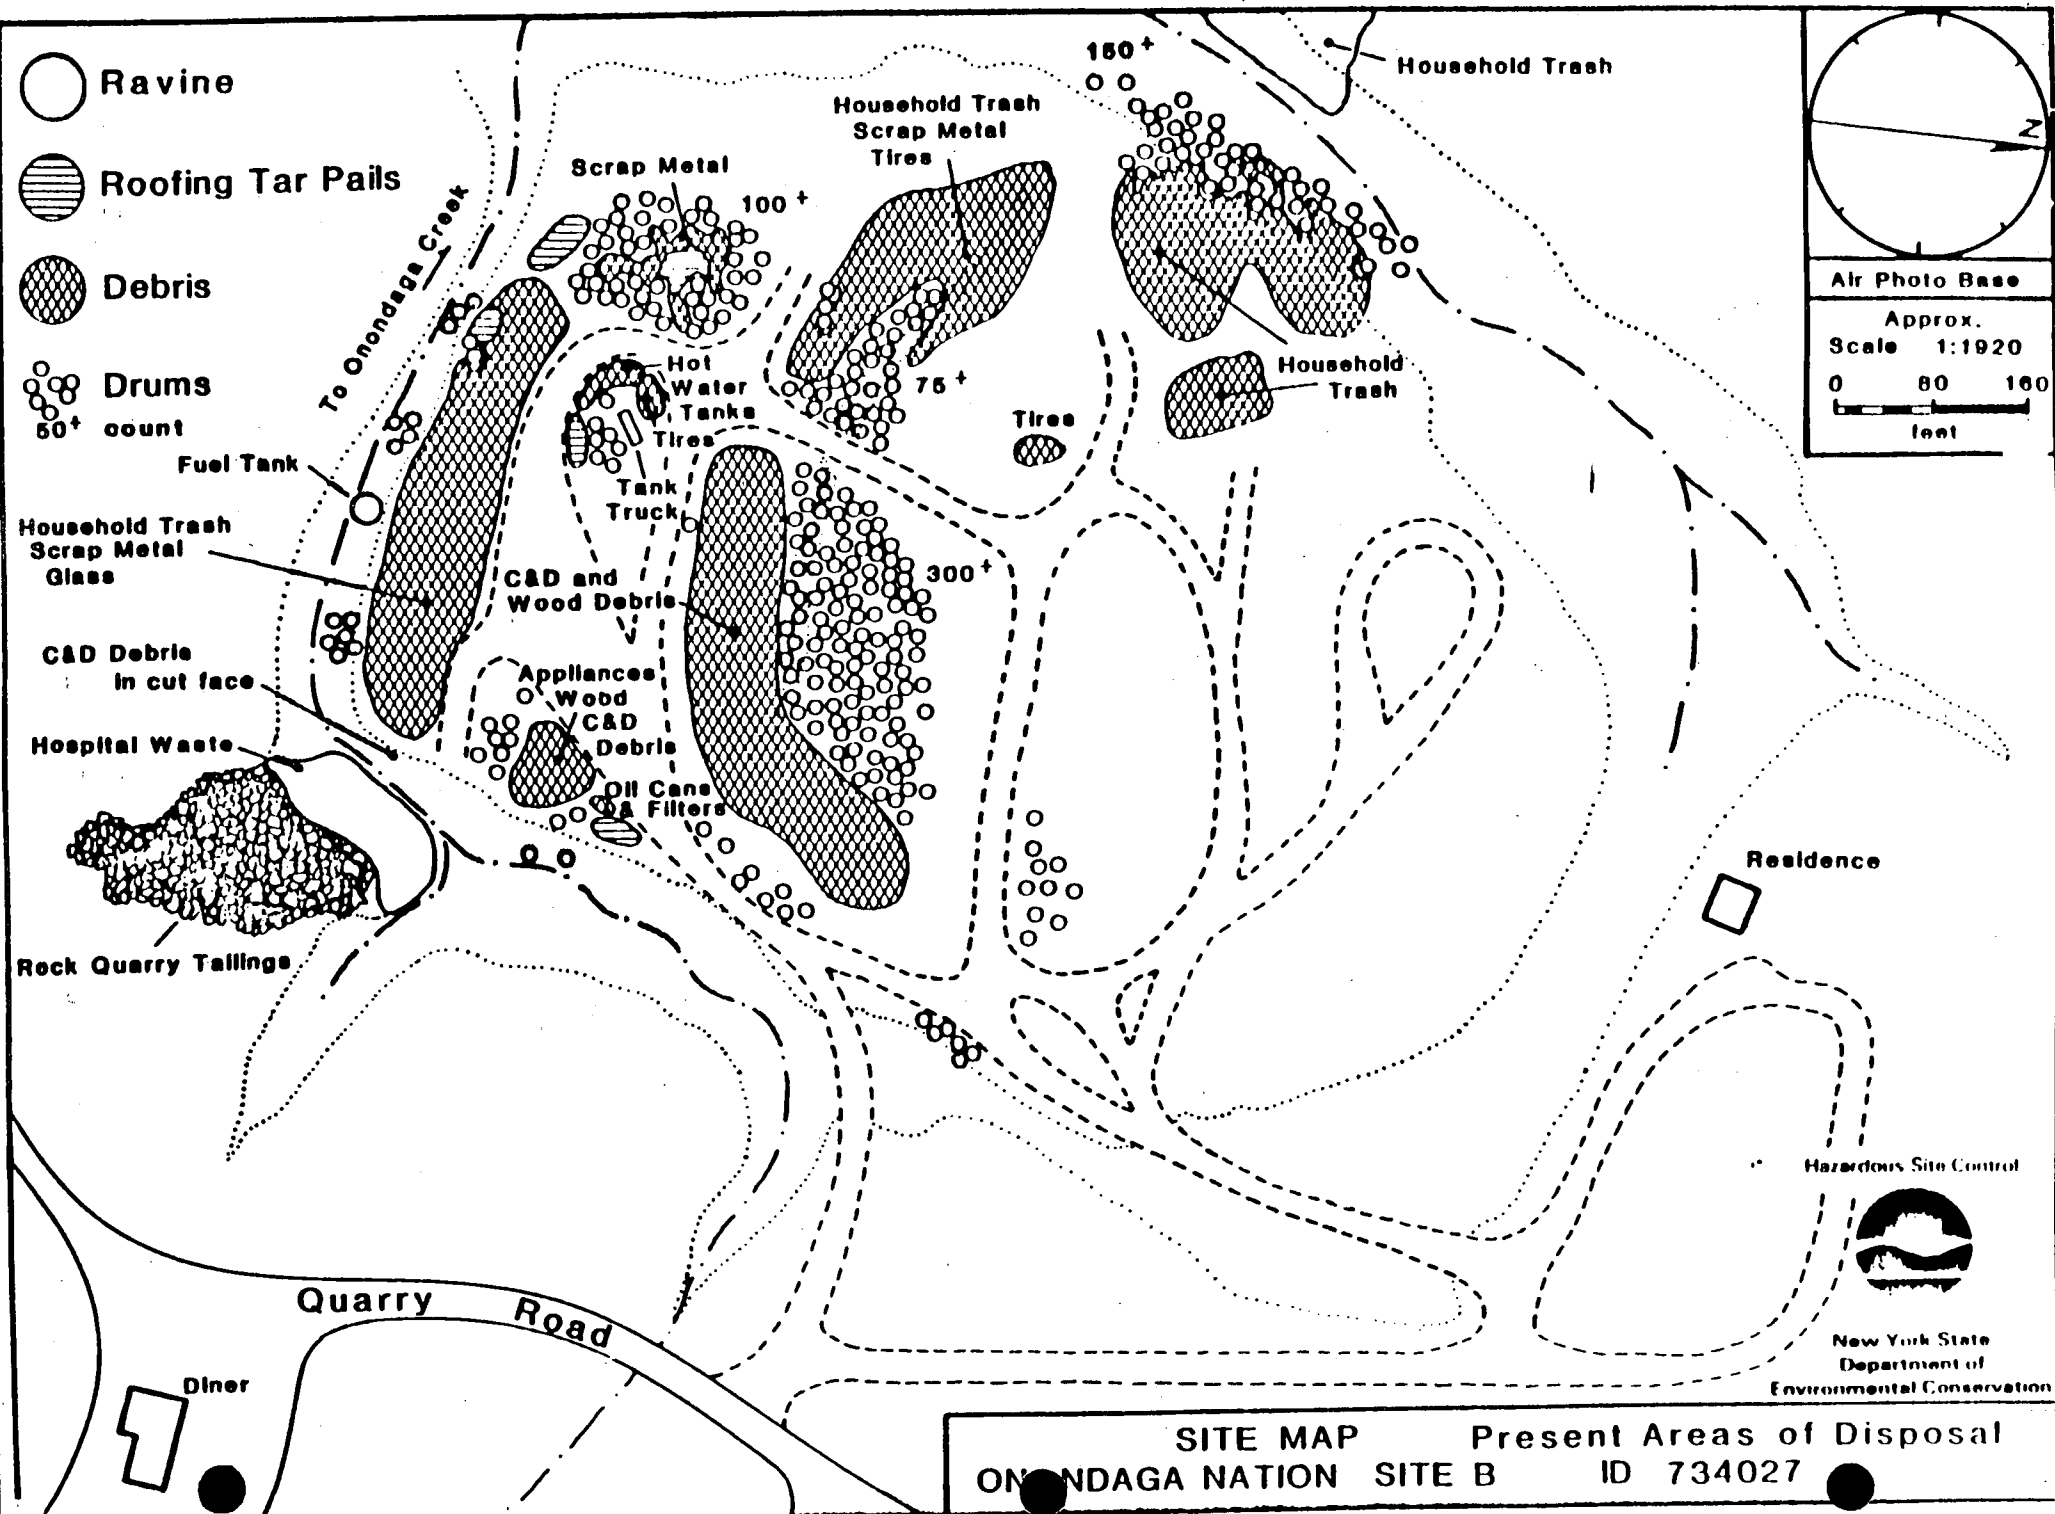 Ravine
Roofing Tar Pails
Debris
Drums
50+ count
To Onondaga Creek
Fuel Tank
Household Trash
Scrap Metal
Glass
C&D Debris
in cut face
Hospital Waste
Rock Quarry Tailings
Scrap Metal
100+
Household Trash
Scrap Metal
Tires
150+
Household Trash
Hot
Water
Tanks
Tires
Tank
Truck
75+
Tires
Household
Trash
C&D and
Wood Debris
300+
Appliances
Wood
C&D
Debris
Oil Cans
& Filters
Residence
Quarry Road
Diner
N
Air Photo Base
Approx.
Scale 1:1920
0 80 160
feet
Hazardous Site Control
New York State
Department of
Environmental Conservation
SITE MAP Present Areas of Disposal
ONONDAGA NATION SITE B ID 734027